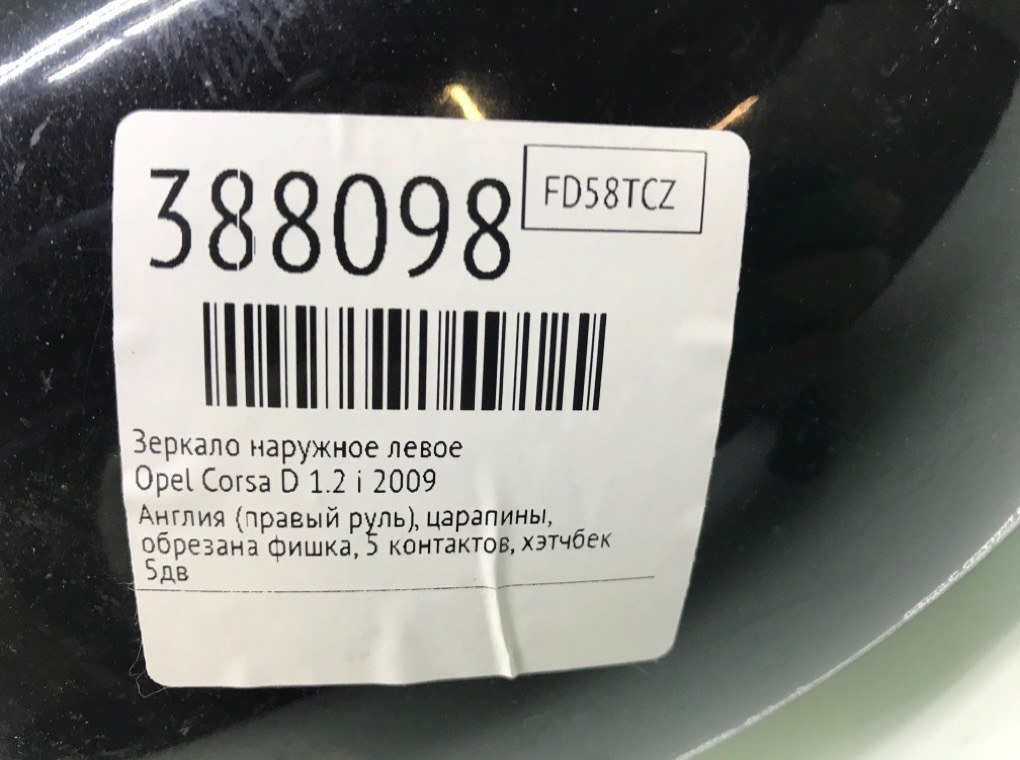 388098
FD58TCZ
Зеркало наружное левое
Opel Corsa D 1.2 i 2009
Англия (правый руль), царапины,
обрезана фишка, 5 контактов, хэтчбек
5дв